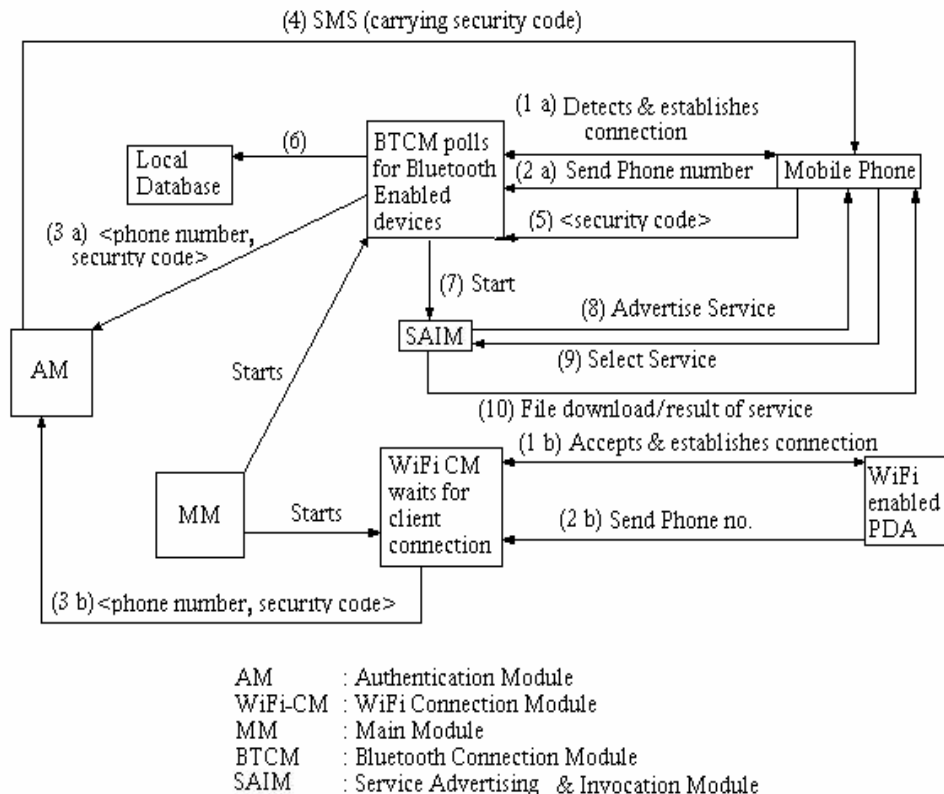 (4) SMS (carrying security code)
(1 a) Detects & establishes
connection
(6)
BTCM polls
for Bluetooth
Enabled
devices
Local
Database
(2 a) Send Phone number
Mobile Phone
(5) <security code>
(3 a) <phone number,
security code>
(7) Start
(8) Advertise Service
SAIM
(9) Select Service
AM
Starts
(10) File download/result of service
(1 b) Accepts & establishes connection
WiFi CM
waits for
client
connection
WiFi
enabled
PDA
MM
Starts
(2 b) Send Phone no.
(3 b) <phone number, security code>
AM : Authentication Module
WiFi-CM : WiFi Connection Module
MM : Main Module
BTCM : Bluetooth Connection Module
SAIM : Service Advertising & Invocation Module